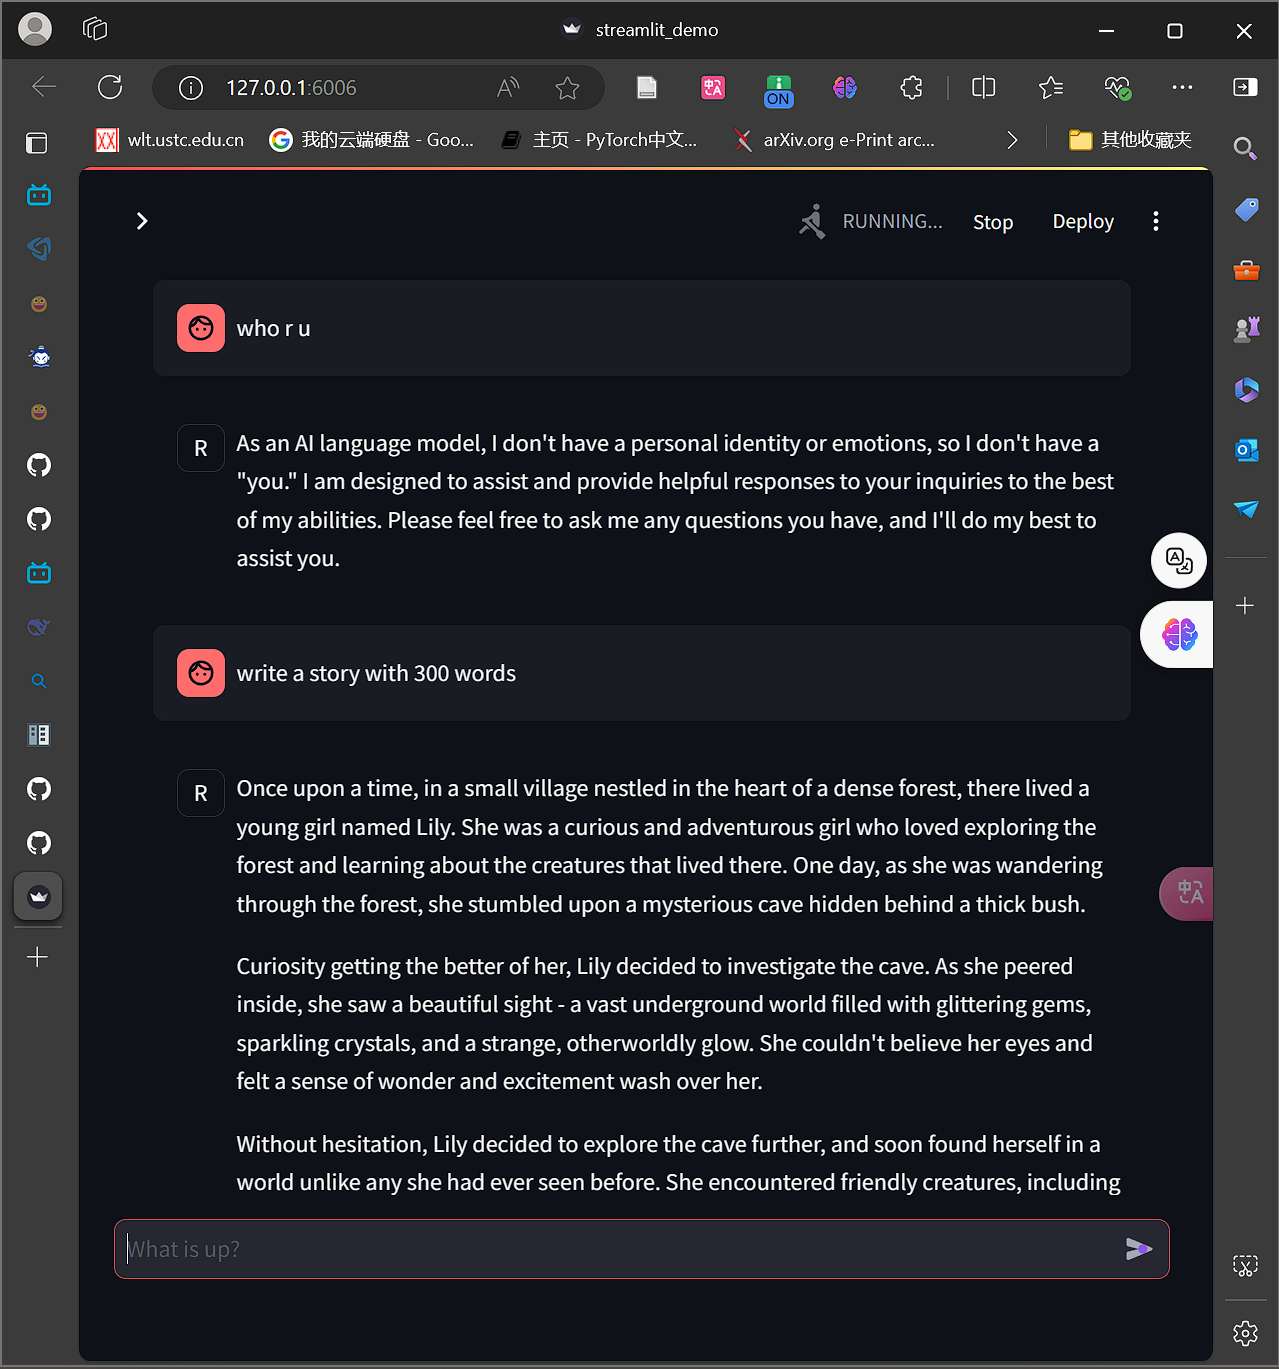 streamlit_demo
127.0.0.1:6006
A
中A
i
ON
wlt.ustc.edu.cn
G 我的云端硬盘 - Goo...
主页 - PyTorch中文...
arXiv.org e-Print arc...
其他收藏夹
RUNNING...
Stop
Deploy
who r u
R
As an AI language model, I don't have a personal identity or emotions, so I don't have a
"you." I am designed to assist and provide helpful responses to your inquiries to the best
of my abilities. Please feel free to ask me any questions you have, and I'll do my best to
assist you.
write a story with 300 words
R
Once upon a time, in a small village nestled in the heart of a dense forest, there lived a
young girl named Lily. She was a curious and adventurous girl who loved exploring the
forest and learning about the creatures that lived there. One day, as she was wandering
through the forest, she stumbled upon a mysterious cave hidden behind a thick bush.
中A
Curiosity getting the better of her, Lily decided to investigate the cave. As she peered
inside, she saw a beautiful sight - a vast underground world filled with glittering gems,
sparkling crystals, and a strange, otherworldly glow. She couldn't believe her eyes and
felt a sense of wonder and excitement wash over her.
Without hesitation, Lily decided to explore the cave further, and soon found herself in a
world unlike any she had ever seen before. She encountered friendly creatures, including
What is up?